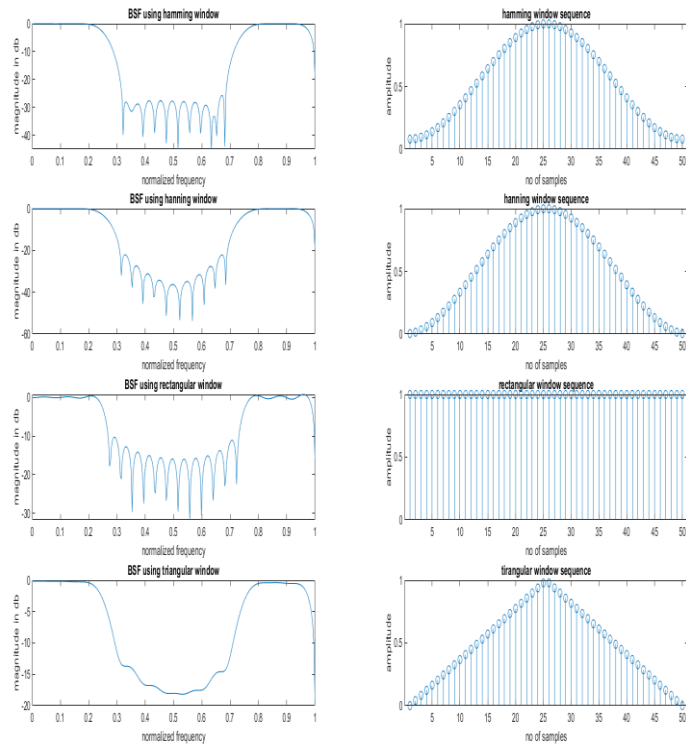 BSF using hamming window
magnitude in db
0
-10
-20
-30
-40
0 0.1 0.2 0.3 0.4 0.5 0.6 0.7 0.8 0.9 1
normalized frequency
hamming window sequence
amplitude
1
0.5
0
5 10 15 20 25 30 35 40 45 50
no of samples
BSF using hanning window
magnitude in db
0
-20
-40
-60
0 0.1 0.2 0.3 0.4 0.5 0.6 0.7 0.8 0.9 1
normalized frequency
hanning window sequence
amplitude
1
0.5
0
5 10 15 20 25 30 35 40 45 50
no of samples
BSF using rectangular window
magnitude in db
0
-10
-20
-30
0 0.1 0.2 0.3 0.4 0.5 0.6 0.7 0.8 0.9 1
normalized frequency
rectangular window sequence
amplitude
1
0.5
0
5 10 15 20 25 30 35 40 45 50
no of samples
BSF using triangular window
magnitude in db
0
-5
-10
-15
-20
0 0.1 0.2 0.3 0.4 0.5 0.6 0.7 0.8 0.9 1
normalized frequency
tirangular window sequence
amplitude
1
0.5
0
5 10 15 20 25 30 35 40 45 50
no of samples